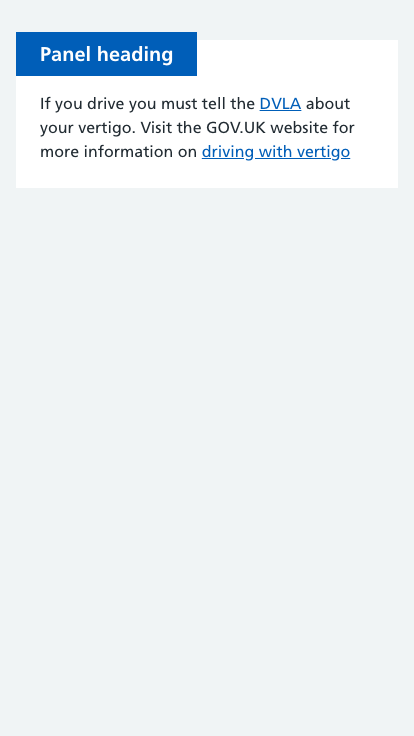 Panel heading
If you drive you must tell the DVLA about
your vertigo. Visit the GOV.UK website for
more information on driving with vertigo